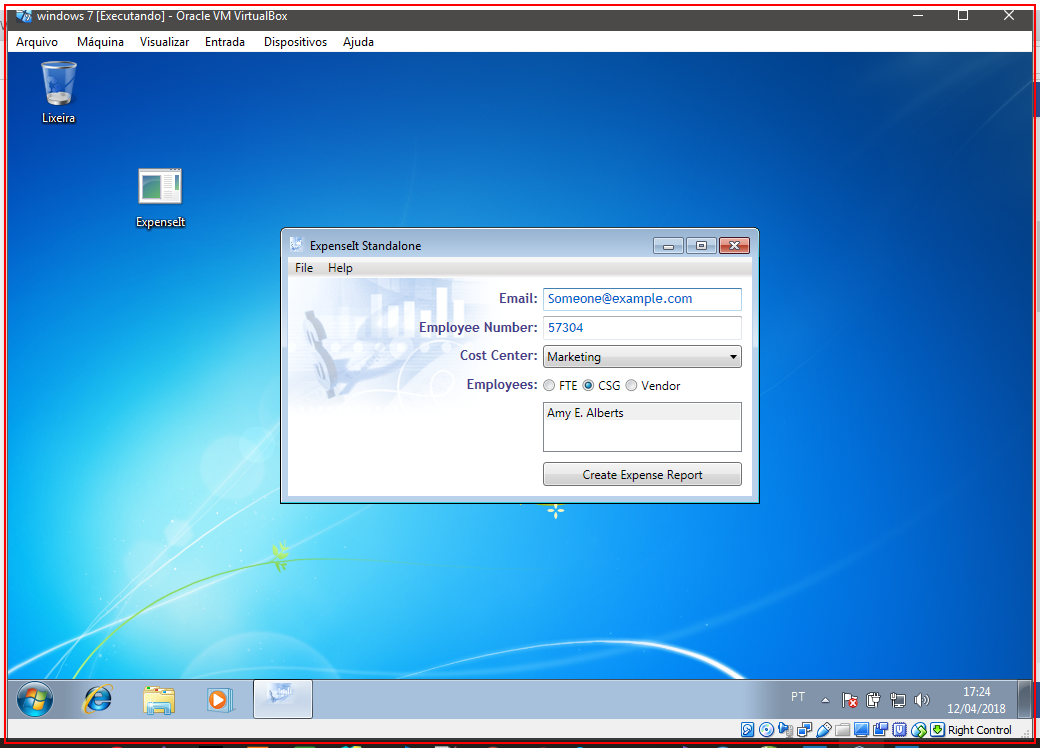 windows 7 [Executando] - Oracle VM VirtualBox
Arquivo Máquina Visualizar Entrada Dispositivos Ajuda
Lixeira
ExpenseIt
ExpenseIt Standalone
File Help
Email: Someone@example.com
Employee Number: 57304
Cost Center: Marketing
Employees: FTE CSG Vendor
Amy E. Alberts
Create Expense Report
PT 17:24
12/04/2018
Right Control